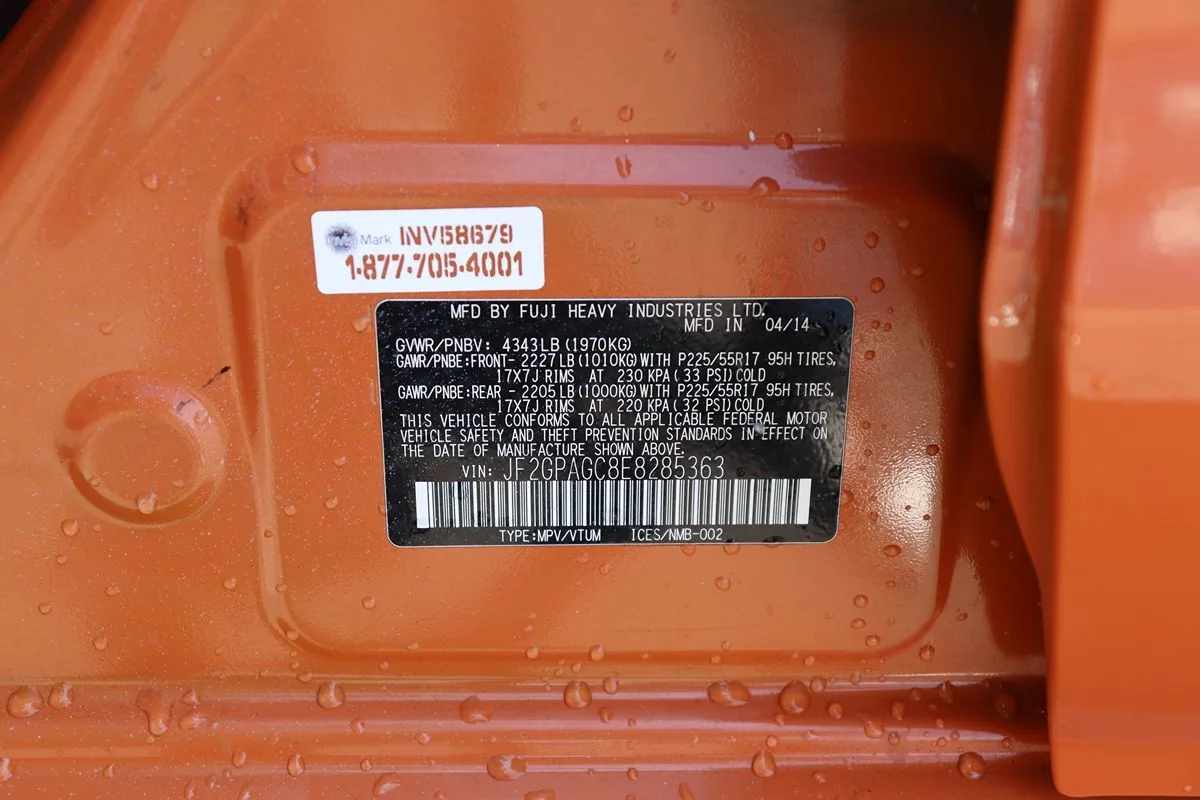 Mark INV58679
1-877-705-4001
MFD BY FUJI HEAVY INDUSTRIES LTD.
MFD IN 04/14
GVWR/PNBV: 4343LB (1970KG)
GAWR/PNBE:FRONT- 2227LB (1010KG) WITH P225/55R17 95H TIRES,
17X7J RIMS AT 230 KPA (33 PSI) COLD
GAWR/PNBE:REAR - 2205LB (1000KG) WITH P225/55R17 95H TIRES,
17X7J RIMS AT 220 KPA (32 PSI) COLD
THIS VEHICLE CONFORMS TO ALL APPLICABLE FEDERAL MOTOR
VEHICLE SAFETY AND THEFT PREVENTION STANDARDS IN EFFECT ON
THE DATE OF MANUFACTURE SHOWN ABOVE.
VIN: JF2GPAGC8E8285363
TYPE:MPV/VTUM ICES/NMB-002